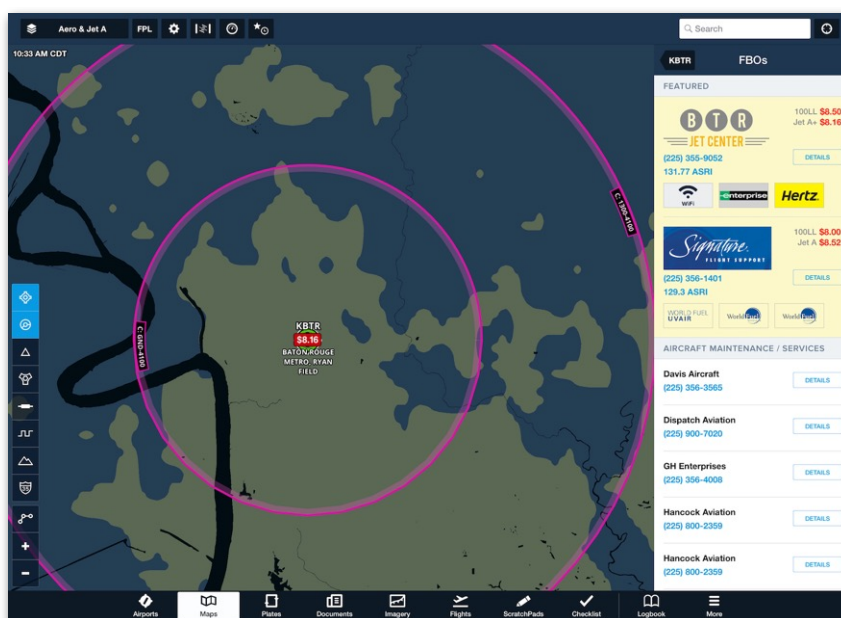 Aero & Jet A
FPL
Search
10:33 AM CDT
KBTR
FBOs
FEATURED
BTR
JET CENTER
100LL $8.50
Jet A+ $8.16
(225) 355-9052
131.77 ASRI
DETAILS
WiFi
enterprise
Hertz.
Signature
FLIGHT SUPPORT
100LL $8.00
Jet A $8.52
(225) 356-1401
129.3 ASRI
DETAILS
WORLD FUEL
UVAIR
World fuel
World fuel
AIRCRAFT MAINTENANCE / SERVICES
Davis Aircraft
(225) 356-3565
DETAILS
Dispatch Aviation
(225) 900-7020
DETAILS
GH Enterprises
(225) 356-4008
DETAILS
Hancock Aviation
(225) 800-2359
DETAILS
Hancock Aviation
(225) 800-2359
DETAILS
C: 1300-4100
C: GND-4100
KBTR
$8.16
BATON ROUGE
METRO, RYAN
FIELD
35
Airports
Maps
Plates
Documents
Imagery
Flights
ScratchPads
Checklist
Logbook
More